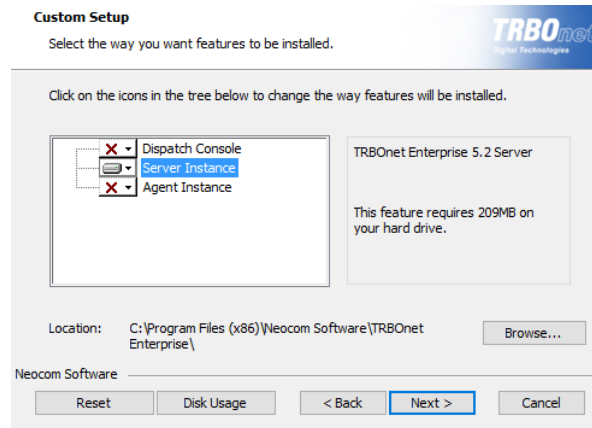 Custom Setup
Select the way you want features to be installed.
TRBOnet
Digital Technologies
Click on the icons in the tree below to change the way features will be installed.
Dispatch Console
Server Instance
Agent Instance
TRBOnet Enterprise 5.2 Server
This feature requires 209MB on
your hard drive.
Location: C:\Program Files (x86)\Neocom Software\TRBOnet
Enterprise\
Browse...
Neocom Software
Reset Disk Usage < Back Next > Cancel